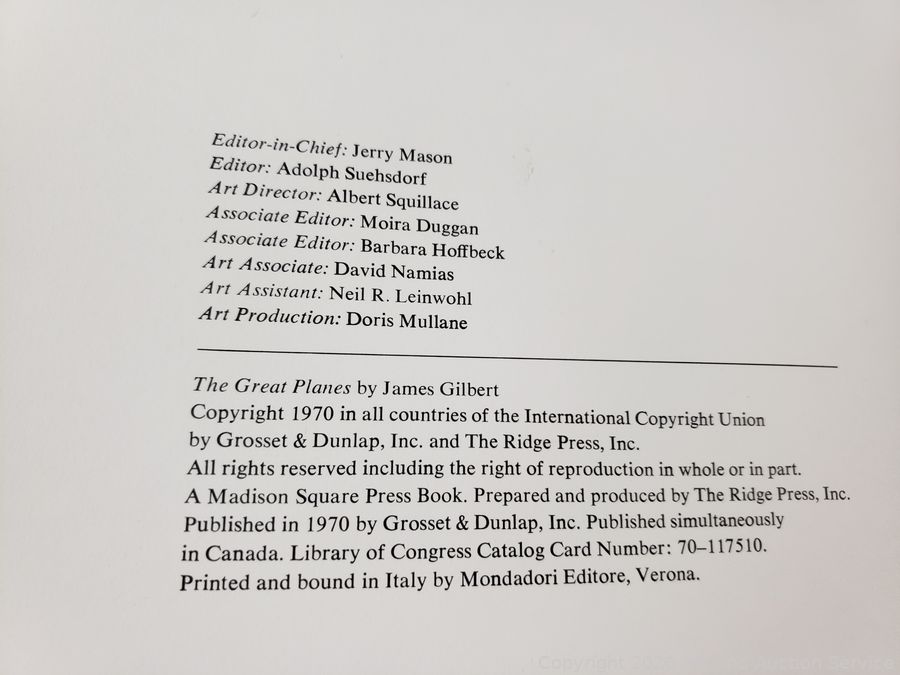 Editor-in-Chief: Jerry Mason
Editor: Adolph Suehsdorf
Art Director: Albert Squillace
Associate Editor: Moira Duggan
Associate Editor: Barbara Hoffbeck
Art Associate: David Namias
Art Assistant: Neil R. Leinwohl
Art Production: Doris Mullane
The Great Planes by James Gilbert
Copyright 1970 in all countries of the International Copyright Union
by Grosset & Dunlap, Inc. and The Ridge Press, Inc.
All rights reserved including the right of reproduction in whole or in part.
A Madison Square Press Book. Prepared and produced by The Ridge Press, Inc.
Published in 1970 by Grosset & Dunlap, Inc. Published simultaneously
in Canada. Library of Congress Catalog Card Number: 70–117510.
Printed and bound in Italy by Mondadori Editore, Verona.
Copyright Auction Service